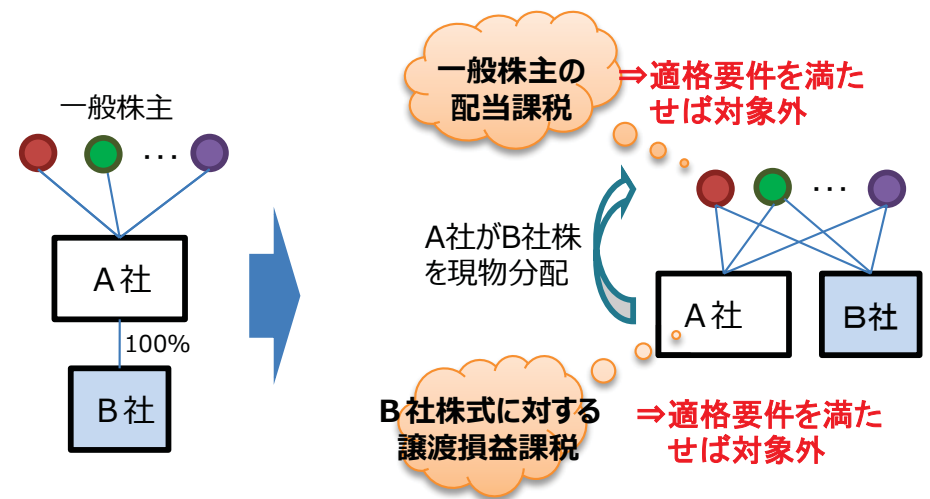 一般株主
・・・
A社
100%
B社
一般株主の
配当課税
⇒適格要件を満た
せば対象外
・・・
A社がB社株
を現物分配
A社
B社
B社株式に対する
譲渡損益課税
⇒適格要件を満た
せば対象外